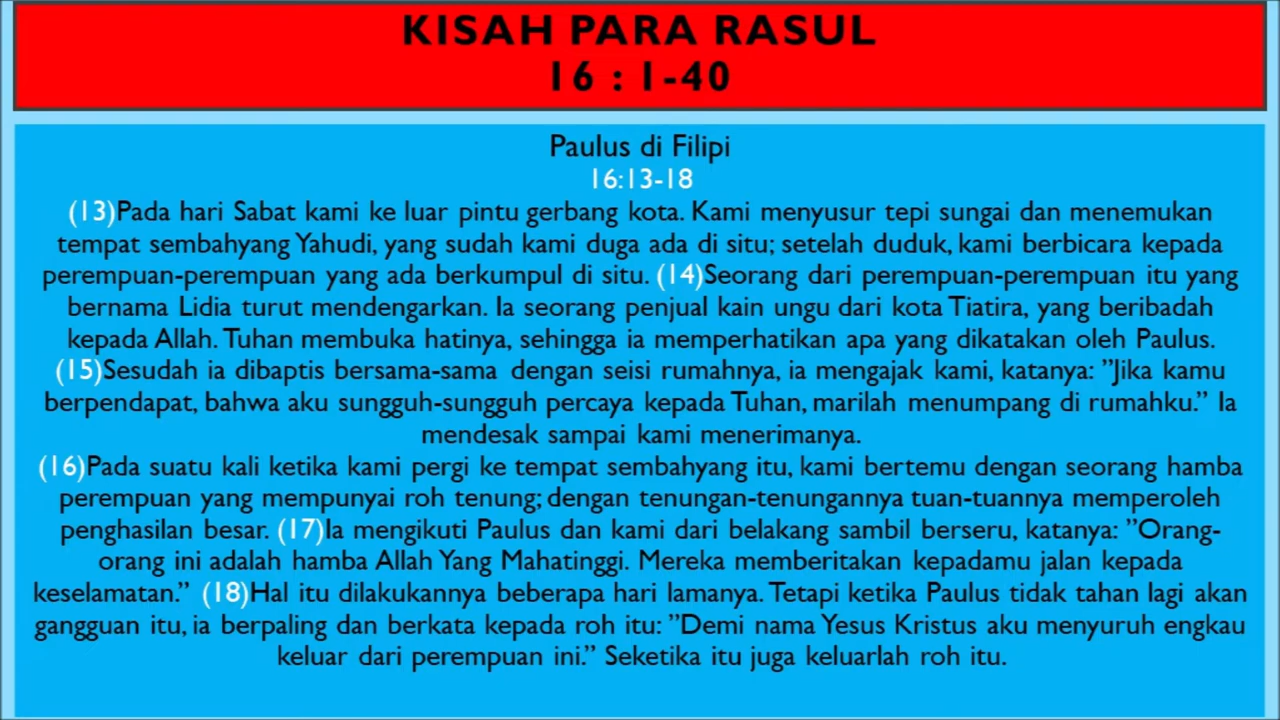 KISAH PARA RASUL
16 : 1-40
Paulus di Filipi
16:13-18
(13)Pada hari Sabat kami ke luar pintu gerbang kota. Kami menyusur tepi sungai dan menemukan
tempat sembahyang Yahudi, yang sudah kami duga ada di situ; setelah duduk, kami berbicara kepada
perempuan-perempuan yang ada berkumpul di situ. (14)Seorang dari perempuan-perempuan itu yang
bernama Lidia turut mendengarkan. Ia seorang penjual kain ungu dari kota Tiatira, yang beribadah
kepada Allah. Tuhan membuka hatinya, sehingga ia memperhatikan apa yang dikatakan oleh Paulus.
(15)Sesudah ia dibaptis bersama-sama dengan seisi rumahnya, ia mengajak kami, katanya: ”Jika kamu
berpendapat, bahwa aku sungguh-sungguh percaya kepada Tuhan, marilah menumpang di rumahku.” Ia
mendesak sampai kami menerimanya.
(16)Pada suatu kali ketika kami pergi ke tempat sembahyang itu, kami bertemu dengan seorang hamba
perempuan yang mempunyai roh tenung; dengan tenungan-tenungannya tuan-tuannya memperoleh
penghasilan besar. (17)Ia mengikuti Paulus dan kami dari belakang sambil berseru, katanya: ”Orang-
orang ini adalah hamba Allah Yang Mahatinggi. Mereka memberitakan kepadamu jalan kepada
keselamatan.” (18)Hal itu dilakukannya beberapa hari lamanya. Tetapi ketika Paulus tidak tahan lagi akan
gangguan itu, ia berpaling dan berkata kepada roh itu: ”Demi nama Yesus Kristus aku menyuruh engkau
keluar dari perempuan ini.” Seketika itu juga keluarlah roh itu.